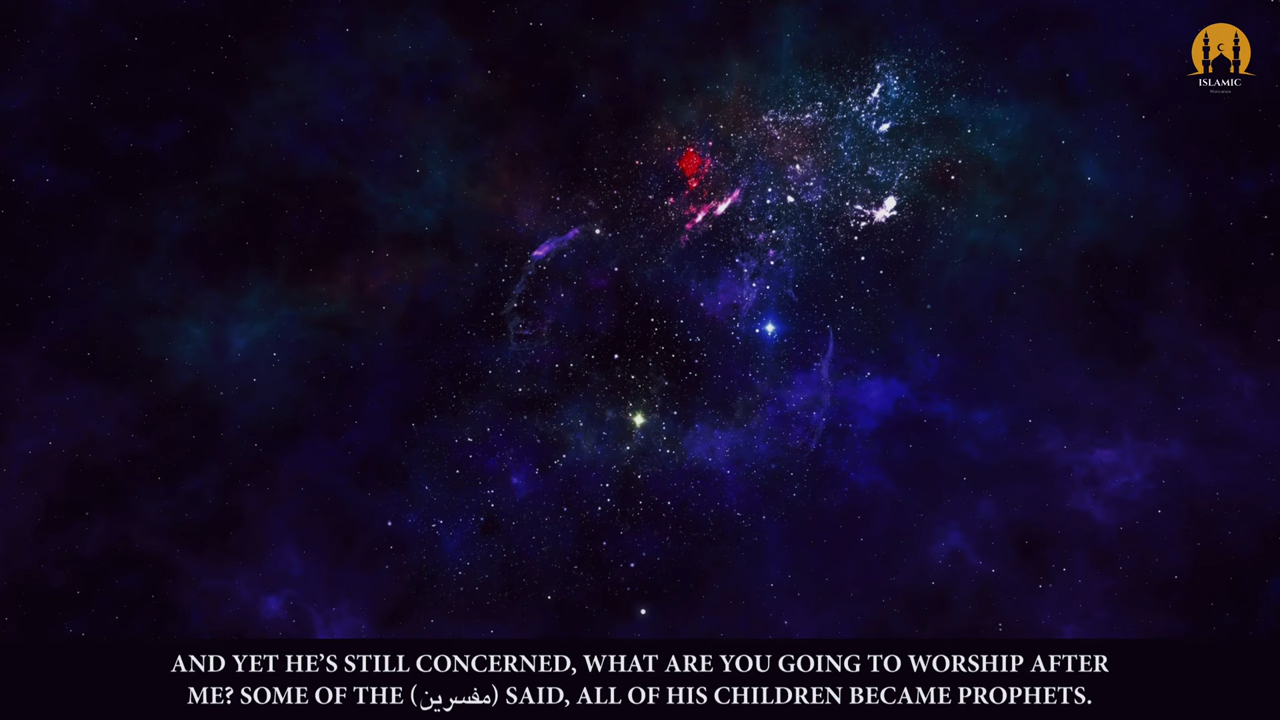 ISLAMIC
Motivation
AND YET HE’S STILL CONCERNED, WHAT ARE YOU GOING TO WORSHIP AFTER
ME? SOME OF THE (مفسرين) SAID, ALL OF HIS CHILDREN BECAME PROPHETS.